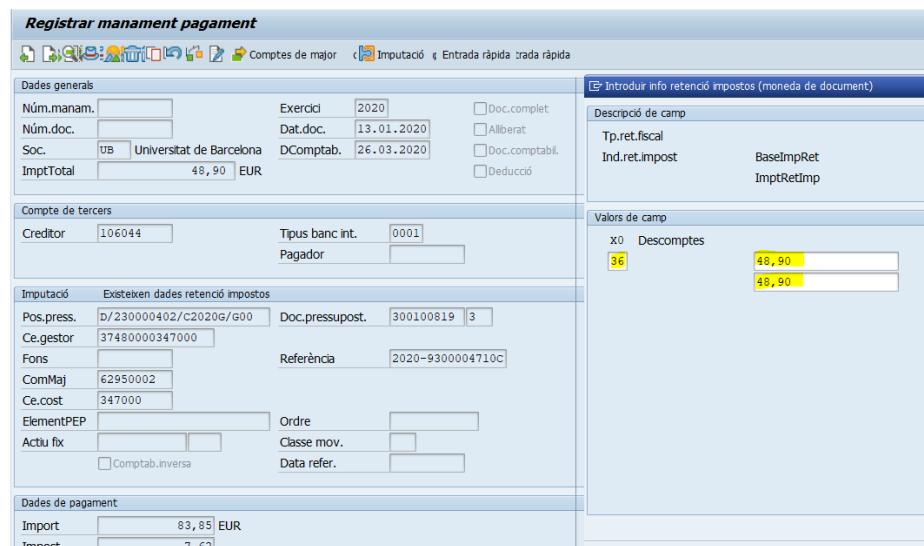 Registrar manament pagament
Comptes de major Imputació Entrada ràpida trada ràpida
Dades generals
Núm.manam. Exercici 2020 Doc.complet
Núm.doc. Dat.doc. 13.01.2020 Alliberat
Soc. UB Universitat de Barcelona DComptab. 26.03.2020 Doc.comptabil.
ImptTotal 48,90 EUR Deducció
Compte de tercers
Creditor 106044 Tipus banc int. 0001
Pagador
Imputació Existeixen dades retenció impostos
Pos.press. D/230000402/C2020G/G00 Doc.pressupost. 300100819 3
Ce.gestor 37480000347000
Fons Referència 2020-9300004710C
ComMaj 62950002
Ce.cost 347000
ElementPEP Ordre
Actiu fix Classe mov.
Comptab.inversa Data refer.
Dades de pagament
Import 83,85 EUR
Impost 7,62
Introduir info retenció impostos (moneda de document)
Descripció de camp
Tp.ret.fiscal
Ind.ret.impost BaseImpRet
ImptRetImp
Valors de camp
X0 Descomptes
36 48,90
48,90